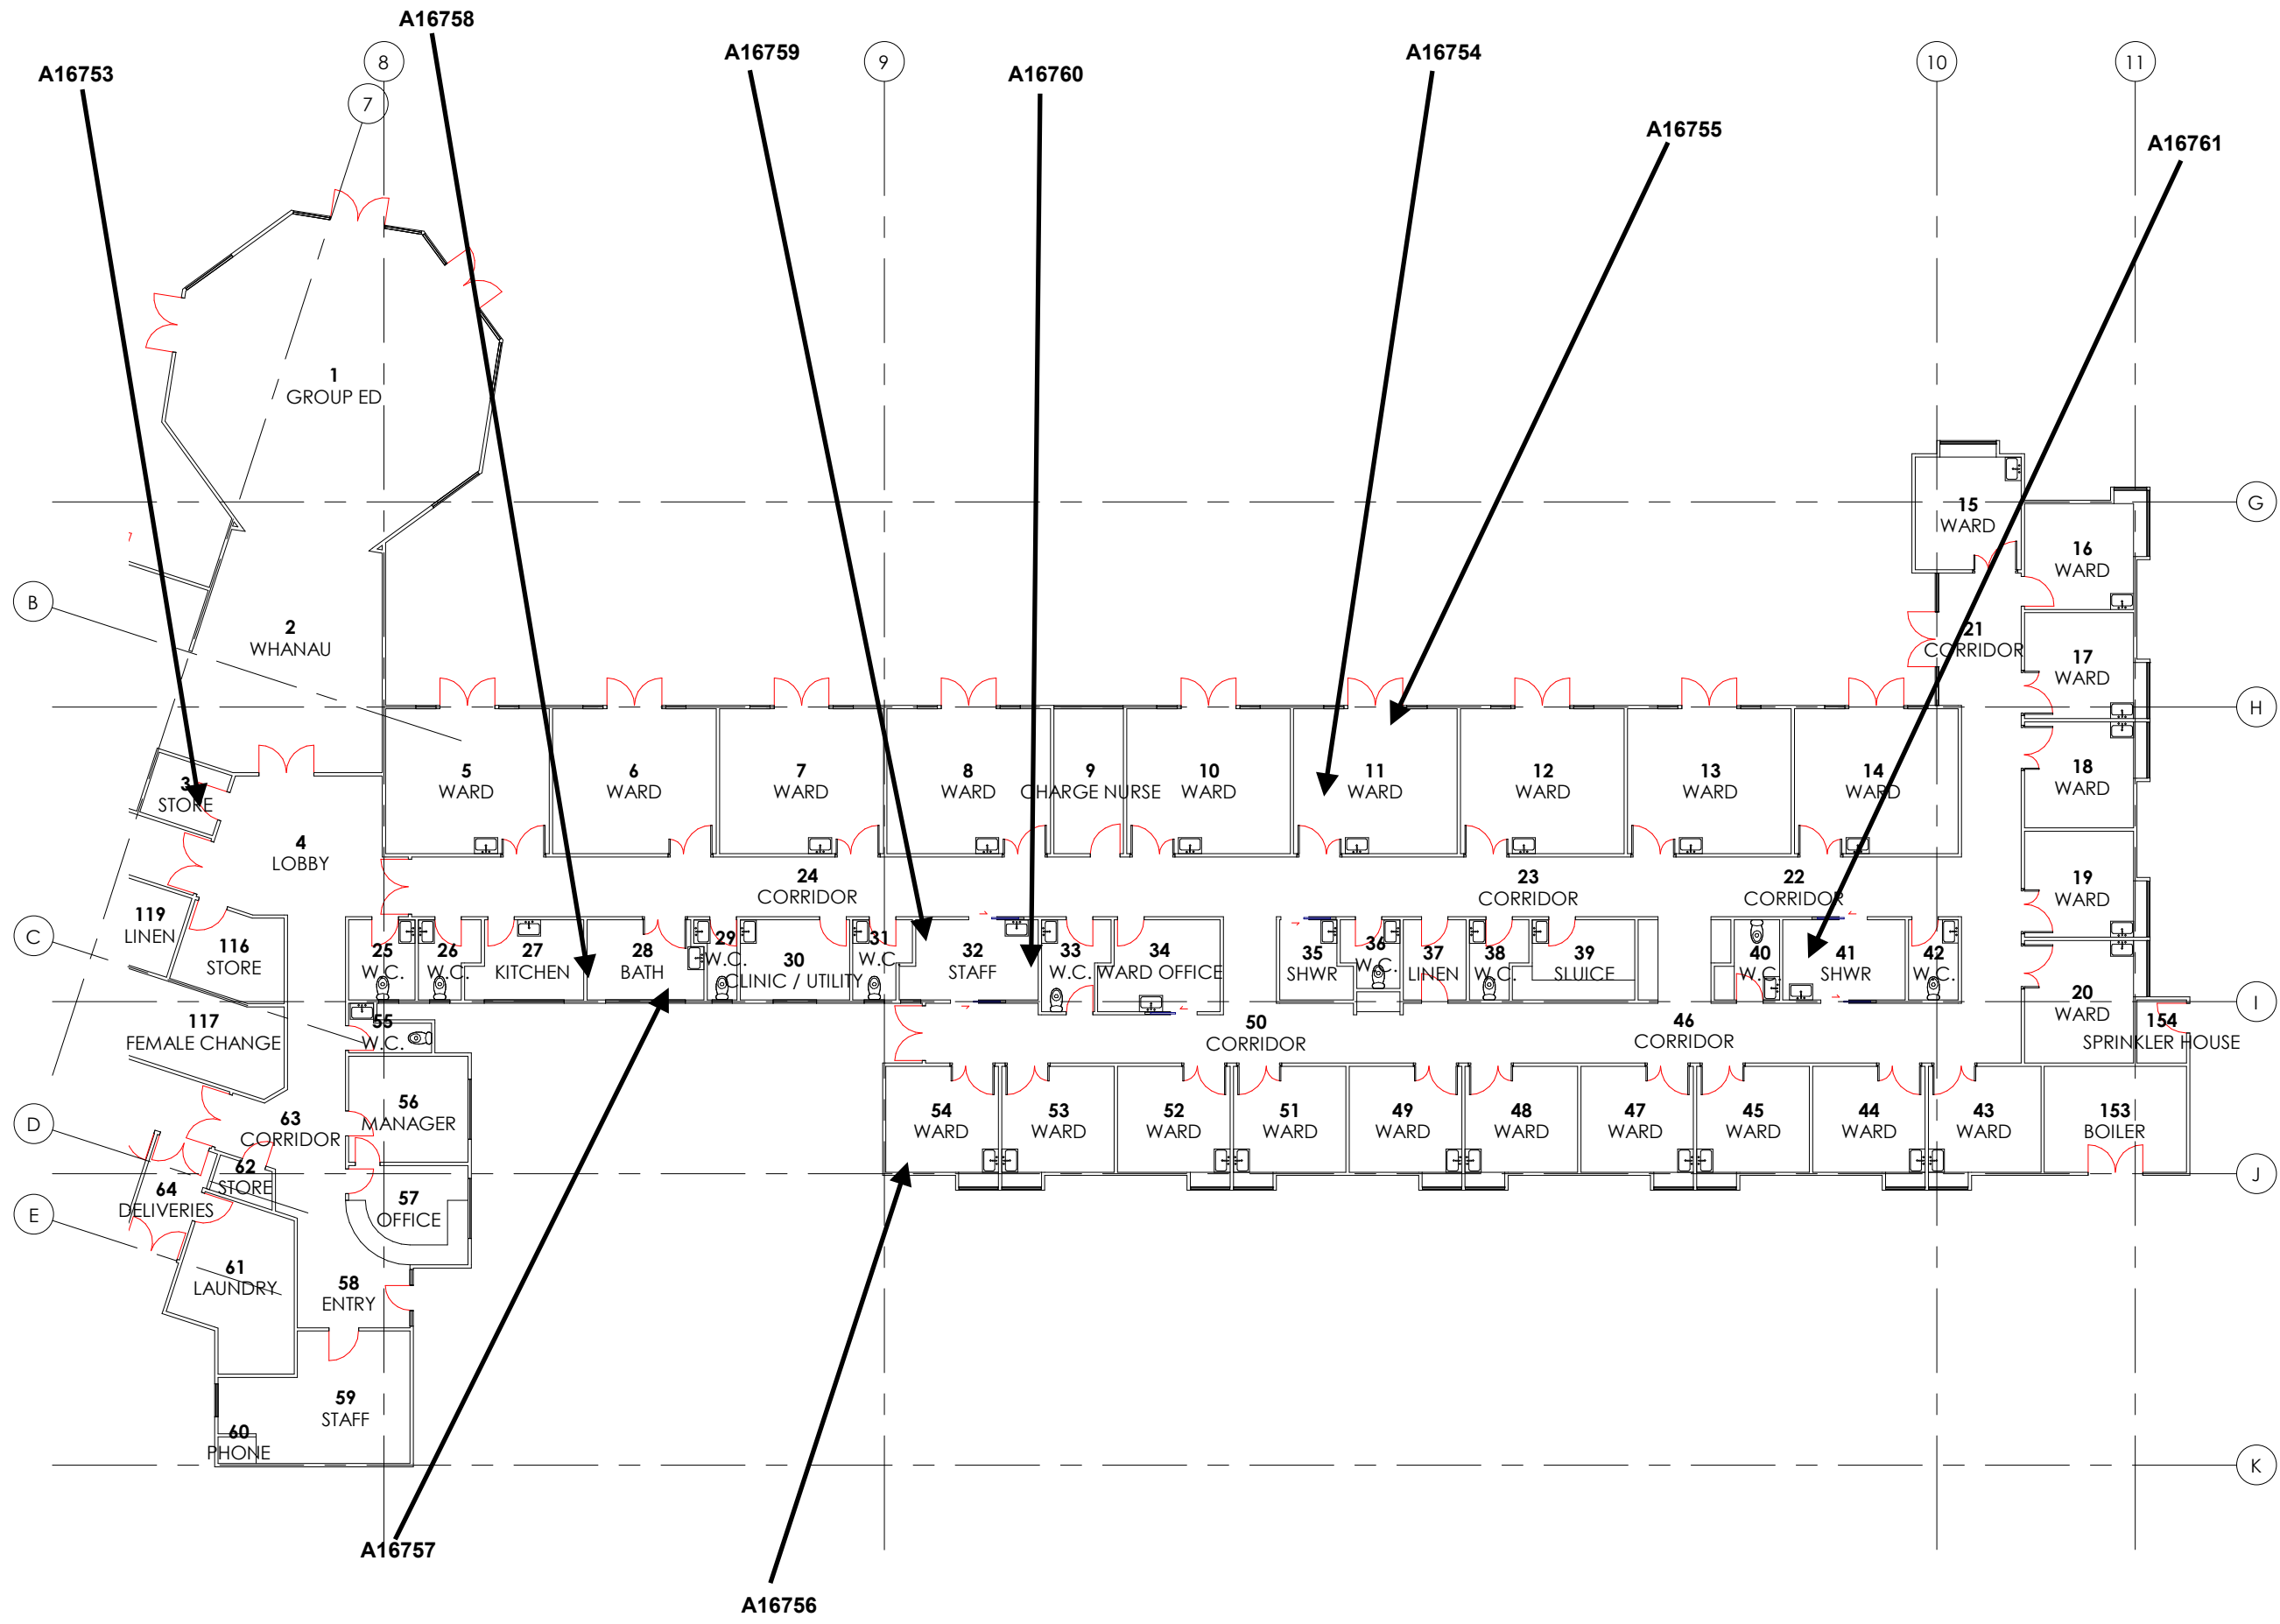 A16758
A16759
A16754
A16753
A16760
A16755
A16761
8
9
10
11
7
1
GROUP ED
G
15
WARD
16
WARD
B
2
WHANAU
21
CORRIDOR
17
WARD
H
3
STORE
5
WARD
6
WARD
7
WARD
8
WARD
9
CHARGE NURSE
10
WARD
11
WARD
12
WARD
13
WARD
14
WARD
18
WARD
4
LOBBY
24
CORRIDOR
23
CORRIDOR
22
CORRIDOR
19
WARD
119
LINEN
116
STORE
C
25
W.C.
26
W.C.
27
KITCHEN
28
BATH
29
W.C.
30
CLINIC / UTILITY
31
W.C
32
STAFF
33
W.C.
34
WARD OFFICE
35
SHWR
36
W.C.
37
LINEN
38
W.C.
39
SLUICE
40
W.C
41
SHWR
42
W.C.
I
20
WARD
154
SPRINKLER HOUSE
117
FEMALE CHANGE
55
W.C.
50
CORRIDOR
46
CORRIDOR
D
63
CORRIDOR
56
MANAGER
54
WARD
53
WARD
52
WARD
51
WARD
49
WARD
48
WARD
47
WARD
45
WARD
44
WARD
43
WARD
153
BOILER
J
62
STORE
64
DELIVERIES
57
OFFICE
E
61
LAUNDRY
58
ENTRY
59
STAFF
60
PHONE
K
A16757
A16756